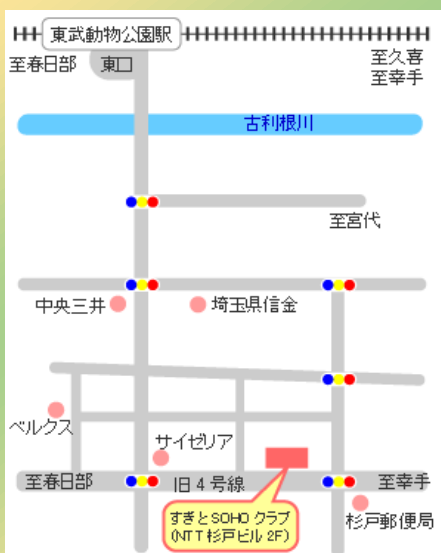 東武動物公園駅
至春日部
東口
至久喜
至幸手
古利根川
至宮代
中央三井
埼玉県信金
ベルクス
サイゼリア
至春日部
旧4号線
至幸手
すぎとSOHOクラブ
(NTT杉戸ビル2F)
杉戸郵便局